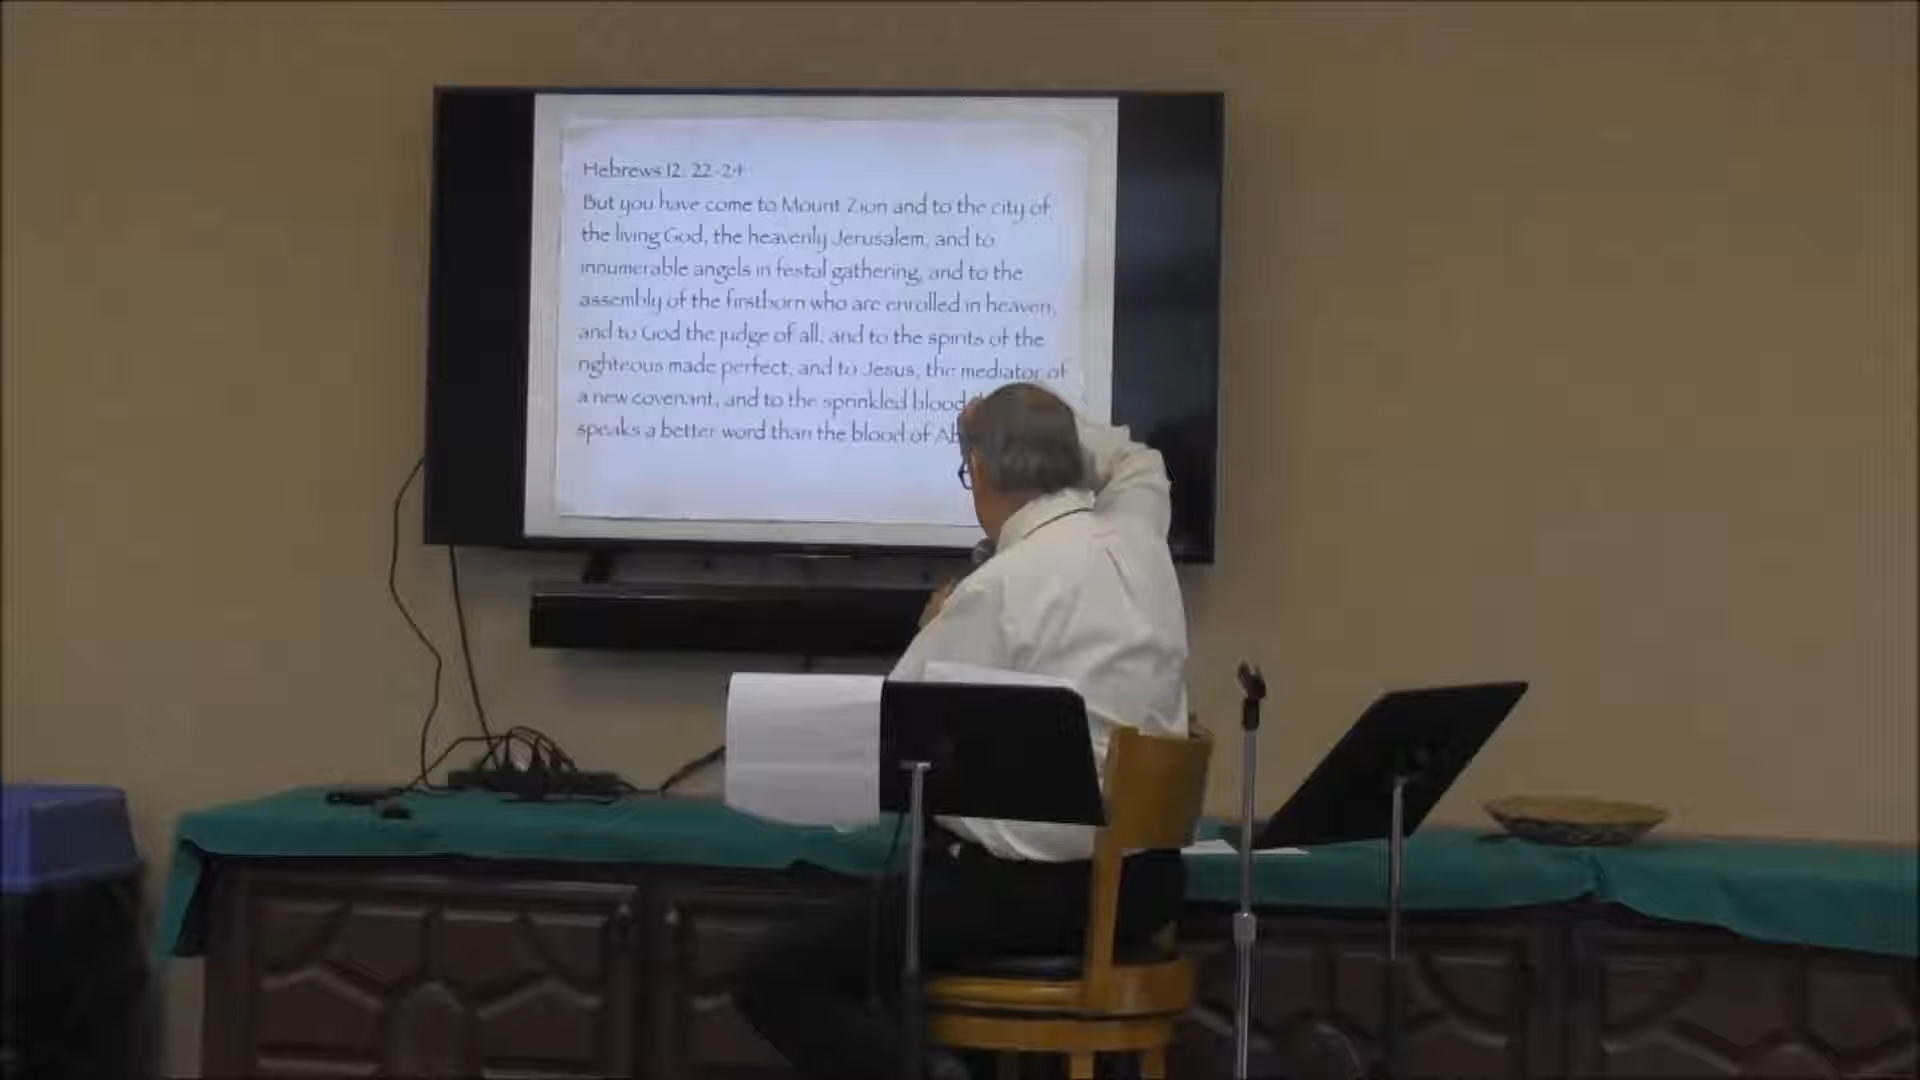 Hebrews 12: 22-24
But you have come to Mount Zion and to the city of
the living God, the heavenly Jerusalem, and to
innumerable angels in festal gathering, and to the
assembly of the firstborn who are enrolled in heaven,
and to God the judge of all, and to the spirits of the
righteous made perfect, and to Jesus, the mediator of
a new covenant, and to the sprinkled blood
speaks a better word than the blood of